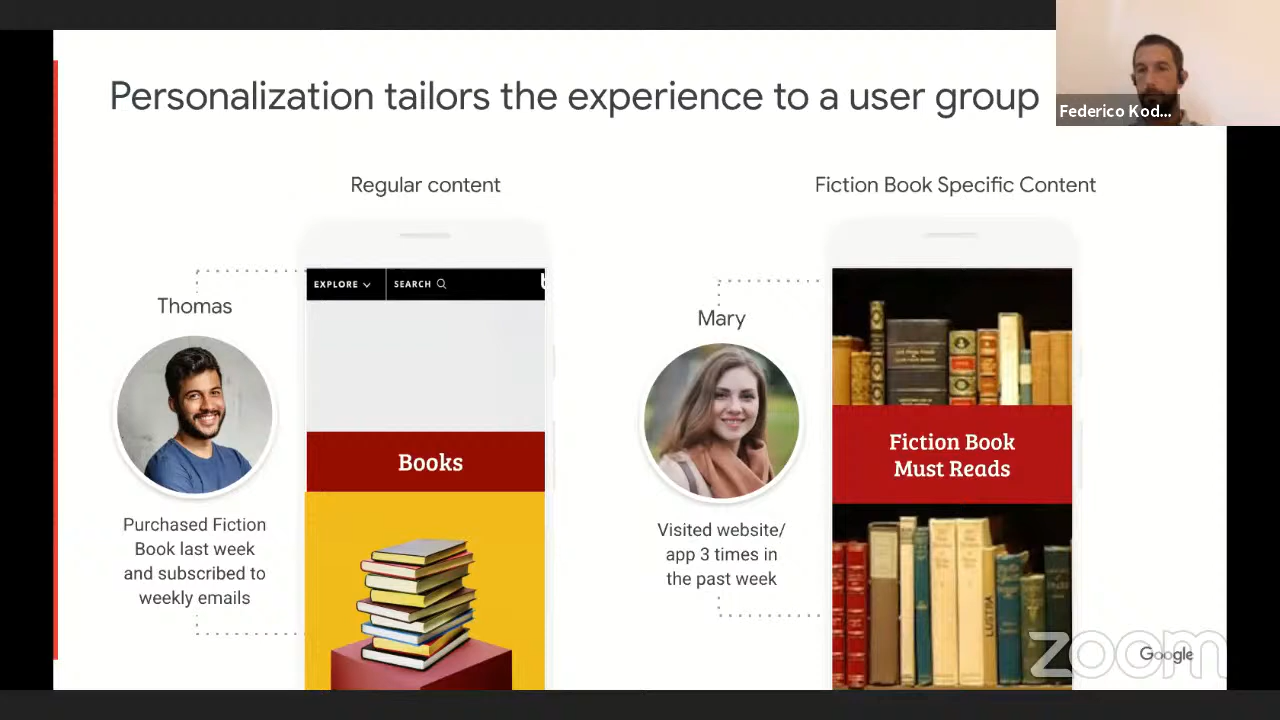 Personalization tailors the experience to a user group
Federico Kod...
Regular content
Fiction Book Specific Content
EXPLORE
SEARCH
Thomas
Mary
Books
Fiction Book
Must Reads
Purchased Fiction
Book last week
and subscribed to
weekly emails
Visited website/
app 3 times in
the past week
LUSTRA
Google
zoom